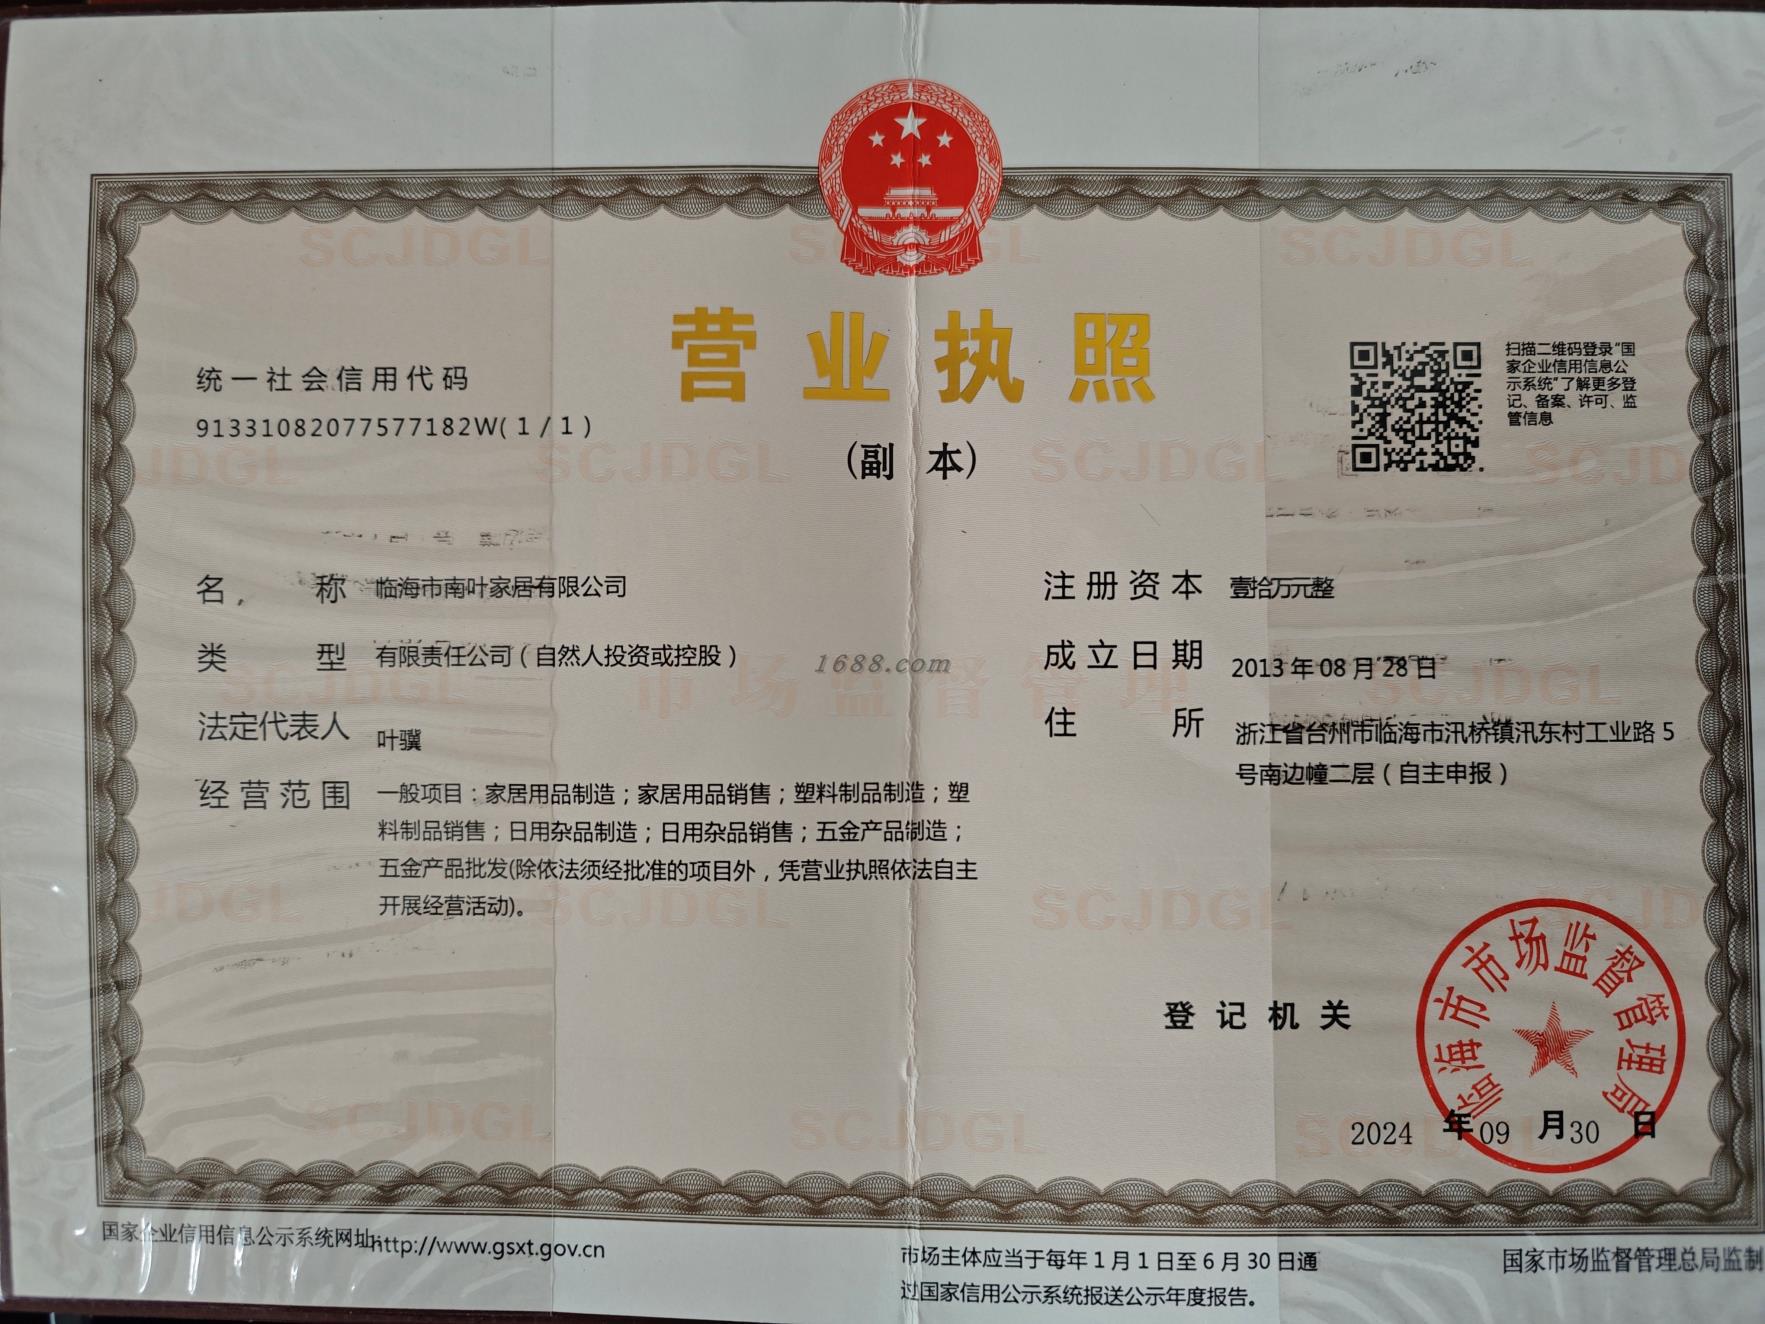 营业执照
(副 本)
统一社会信用代码
91331082077577182W(1/1)
扫描二维码登录“国
家企业信用信息公
示系统”了解更多登
记、备案、许可、监
管信息
名 称 临海市南叶家居有限公司
类 型 有限责任公司(自然人投资或控股)
法定代表人 叶骥
经营范围 一般项目:家居用品制造;家居用品销售;塑料制品制造;塑
料制品销售;日用杂品制造;日用杂品销售;五金产品制造;
五金产品批发(除依法须经批准的项目外,凭营业执照依法自主
开展经营活动)。
注册资本 壹拾万元整
成立日期 2013年08月28日
住 所 浙江省台州市临海市汛桥镇汛东村工业路5
号南边幢二层(自主申报)
1688.com
市场监督管理
SCJDGL
登记机关
临海市市场监督管理局
2024 年09 月30 日
国家企业信用信息公示系统网址http://www.gsxt.gov.cn
市场主体应当于每年1月1日至6月30日通
过国家信用公示系统报送公示年度报告。
国家市场监督管理总局监制